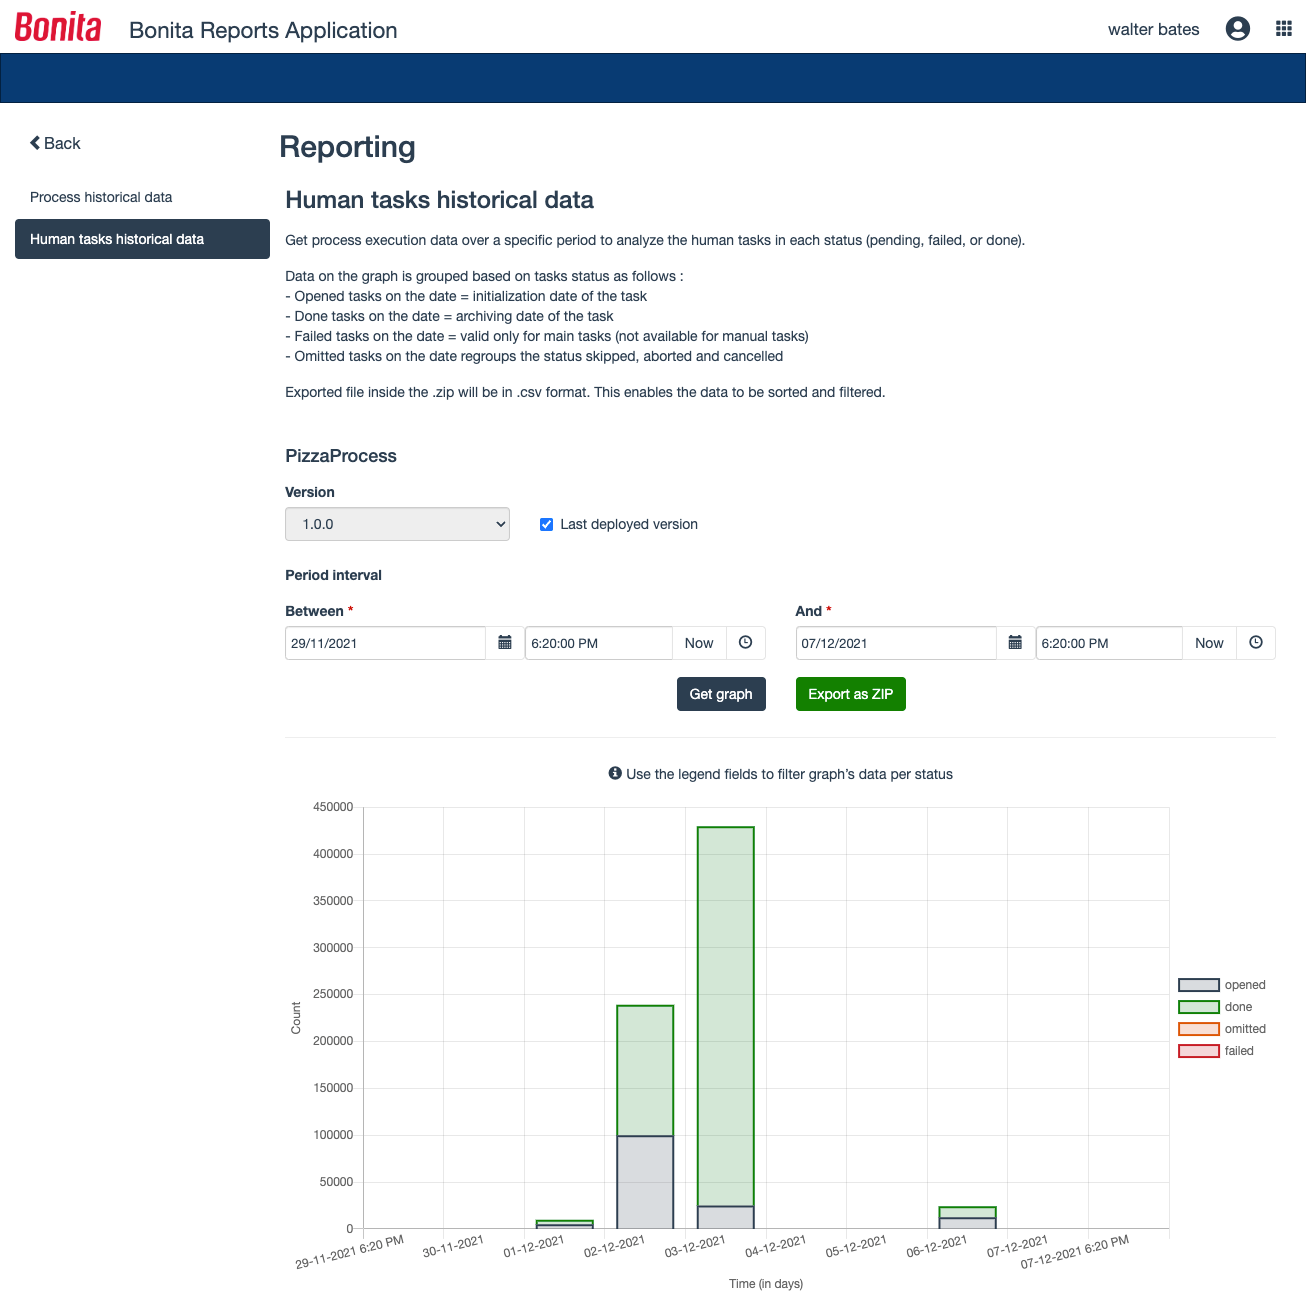 Bonita
Bonita Reports Application
walter bates
Back
Reporting
Process historical data
Human tasks historical data
Human tasks historical data
Get process execution data over a specific period to analyze the human tasks in each status (pending, failed, or done).
Data on the graph is grouped based on tasks status as follows :
- Opened tasks on the date = initialization date of the task
- Done tasks on the date = archiving date of the task
- Failed tasks on the date = valid only for main tasks (not available for manual tasks)
- Omitted tasks on the date regroups the status skipped, aborted and cancelled
Exported file inside the .zip will be in .csv format. This enables the data to be sorted and filtered.
PizzaProcess
Version
1.0.0
Last deployed version
Period interval
Between *
And *
29/11/2021
6:20:00 PM
Now
07/12/2021
6:20:00 PM
Now
Get graph
Export as ZIP
Use the legend fields to filter graph's data per status
450000
400000
350000
300000
250000
200000
150000
100000
50000
0
Count
opened
done
omitted
failed
29-11-2021 6:20 PM
30-11-2021
01-12-2021
02-12-2021
03-12-2021
04-12-2021
05-12-2021
06-12-2021
07-12-2021
07-12-2021 6:20 PM
Time (in days)